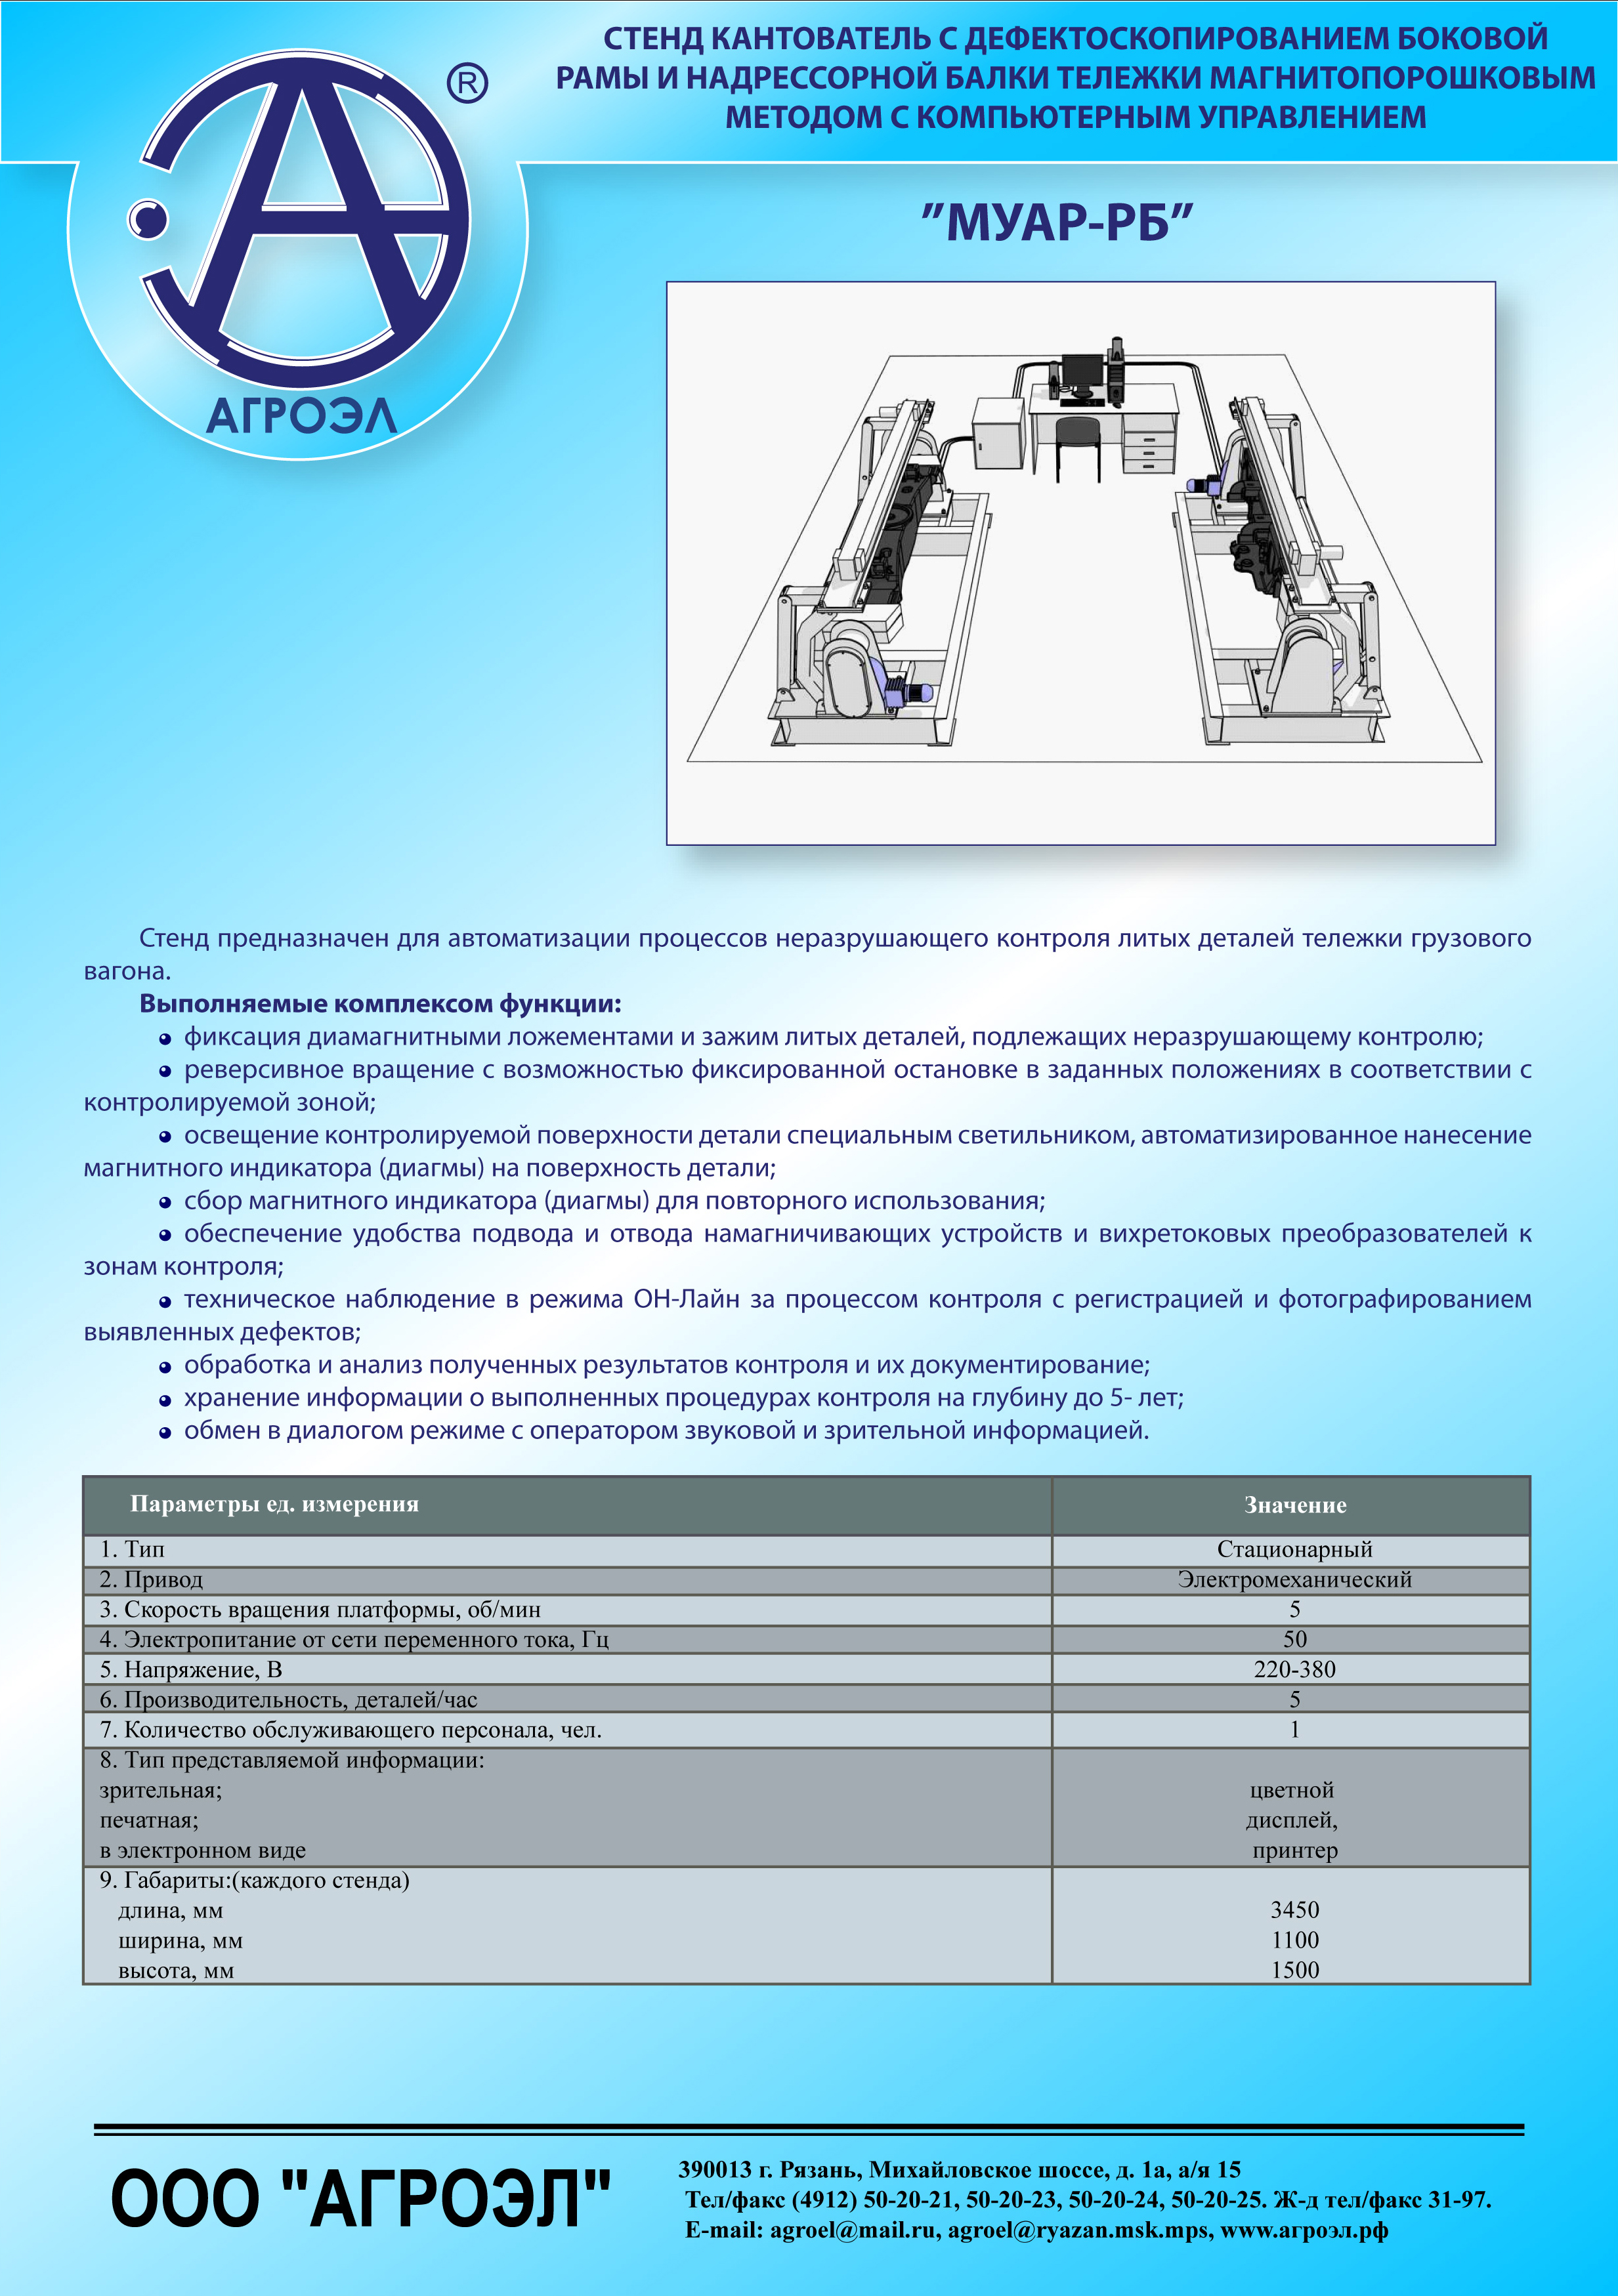 СТЕНД КАНТОВАТЕЛЬ С ДЕФЕКТОСКОПИРОВАНИЕМ БОКОВОЙ
РАМЫ И НАДРЕССОРНОЙ БАЛКИ ТЕЛЕЖКИ МАГНИТОПОРОШКОВЫМ
МЕТОДОМ С КОМПЬЮТЕРНЫМ УПРАВЛЕНИЕМ
®
АГРОЭЛ
”МУАР-РБ”
Стенд предназначен для автоматизации процессов неразрушающего контроля литых деталей тележки грузового
вагона.
Выполняемые комплексом функции:
● фиксация диамагнитными ложементами и зажим литых деталей, подлежащих неразрушающему контролю;
● реверсивное вращение с возможностью фиксированной остановке в заданных положениях в соответствии с
контролируемой зоной;
● освещение контролируемой поверхности детали специальным светильником, автоматизированное нанесение
магнитного индикатора (диагмы) на поверхность детали;
● сбор магнитного индикатора (диагмы) для повторного использования;
● обеспечение удобства подвода и отвода намагничивающих устройств и вихретоковых преобразователей к
зонам контроля;
● техническое наблюдение в режима ОН-Лайн за процессом контроля с регистрацией и фотографированием
выявленных дефектов;
● обработка и анализ полученных результатов контроля и их документирование;
● хранение информации о выполненных процедурах контроля на глубину до 5- лет;
● обмен в диалогом режиме с оператором звуковой и зрительной информацией.
Параметры ед. измерения Значение
1. Тип Стационарный
2. Привод Электромеханический
3. Скорость вращения платформы, об/мин 5
4. Электропитание от сети переменного тока, Гц 50
5. Напряжение, В 220-380
6. Производительность, деталей/час 5
7. Количество обслуживающего персонала, чел. 1
8. Тип представляемой информации:
зрительная; цветной
печатная; дисплей,
в электронном виде принтер
9. Габариты:(каждого стенда)
длина, мм 3450
ширина, мм 1100
высота, мм 1500
ООО "АГРОЭЛ"
390013 г. Рязань, Михайловское шоссе, д. 1а, а/я 15
Тел/факс (4912) 50-20-21, 50-20-23, 50-20-24, 50-20-25. Ж-д тел/факс 31-97.
E-mail: agroel@mail.ru, agroel@ryazan.msk.mps, www.агроэл.рф